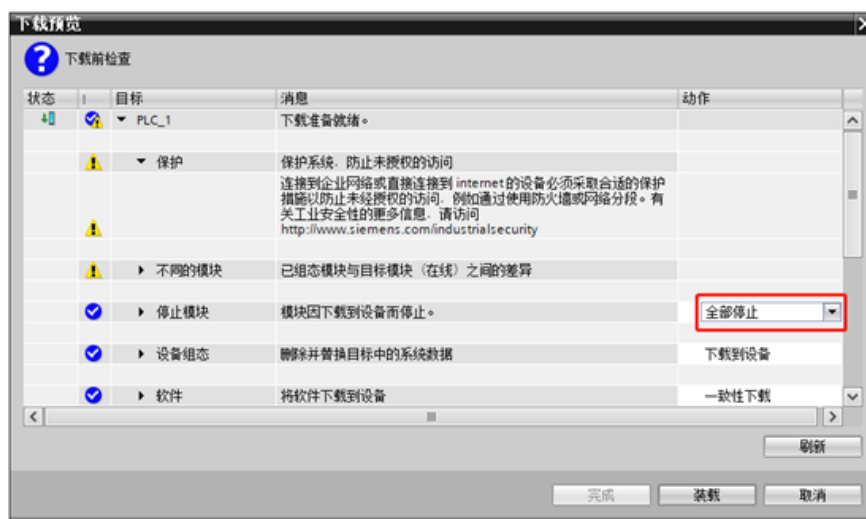 下载预览
下载前检查
状态 ! 目标 消息 动作
PLC_1 下载准备就绪。
保护 保护系统，防止未授权的访问
连接到企业网络或直接连接到 internet 的设备必须采取合适的保护
措施以防止未经授权的访问，例如通过使用防火墙或网络分段。有
关工业安全性的更多信息，请访问
http://www.siemens.com/industrialsecurity
不同的模块 已组态模块与目标模块（在线）之间的差异
停止模块 模块因下载到设备而停止。 全部停止
设备组态 删除并替换目标中的系统数据 下载到设备
软件 将软件下载到设备 一致性下载
刷新
完成 装载 取消